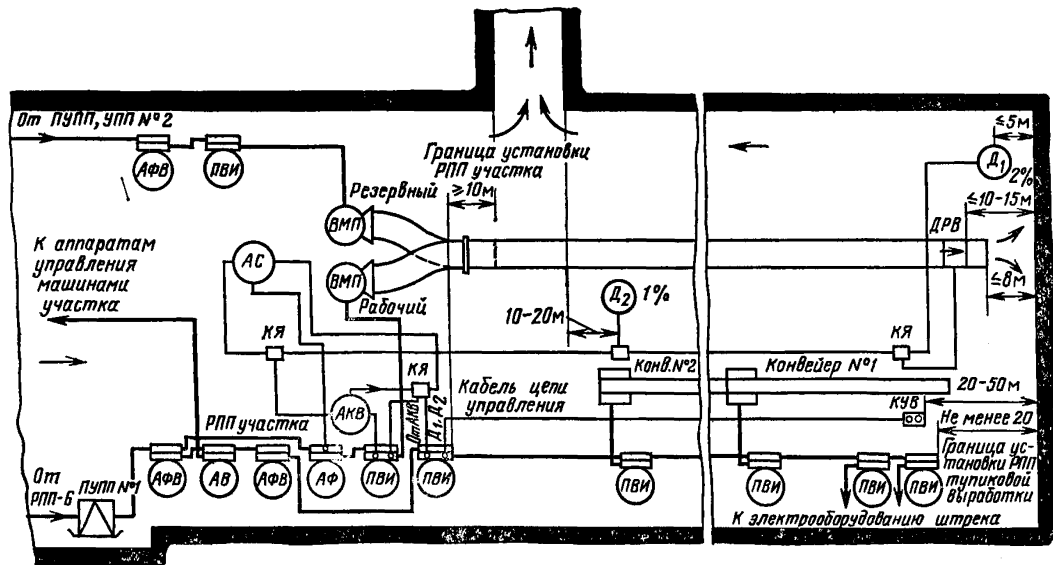 От ПУПП, УПП №2
АФВ
ПВИ
Граница установки
РПП участка
≥10м
≤5м
Д1
2%
≤10-15м
Резервный
ВМП
ДРВ
К аппаратам
управления
машинами
участка
АС
ВМП
Рабочий
Д2
1%
≤8м
10-20м
КЯ
КЯ
КЯ
Конв.№2
Конвейер №1
20-50м
АКВ
От АКВ
Д1, Д2
Кабель цепи
управления
КУВ
Не менее 20
РПП участка
От
РПП-6
ПУПП №1
АФВ
АВ
АФВ
АФ
ПВИ
ПВИ
ПВИ
ПВИ
ПВИ
ПВИ
Граница ус-
тановки РПП
тупиковой
выработки
К электрооборудованию штрека